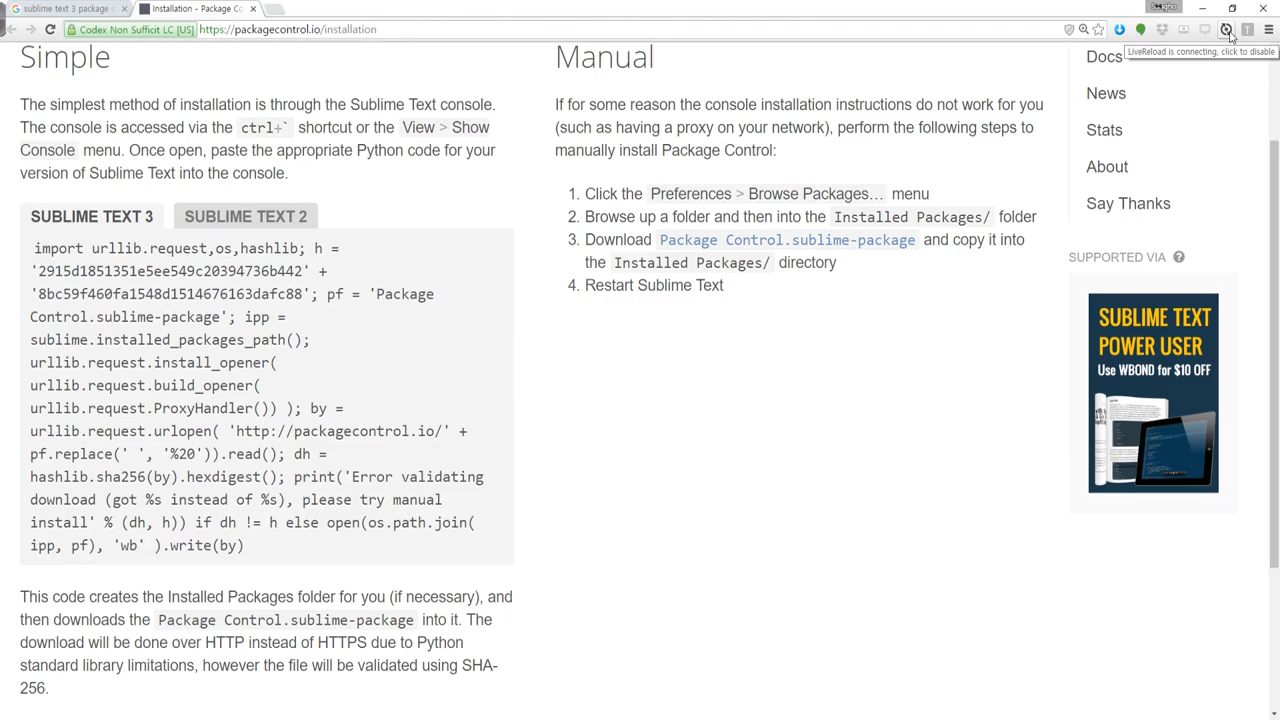 sublime text 3 package
Installation - Package Co
Codex Non Sufficit LC [US]
https://packagecontrol.io/installation
LiveReload is connecting, click to disable
Simple
The simplest method of installation is through the Sublime Text console.
The console is accessed via the ctrl+` shortcut or the View > Show
Console menu. Once open, paste the appropriate Python code for your
version of Sublime Text into the console.
SUBLIME TEXT 3
SUBLIME TEXT 2
import urllib.request,os,hashlib; h =
'2915d1851351e5ee549c20394736b442' +
'8bc59f460fa1548d1514676163dafc88'; pf = 'Package
Control.sublime-package'; ipp =
sublime.installed_packages_path();
urllib.request.install_opener(
urllib.request.build_opener(
urllib.request.ProxyHandler()) ); by =
urllib.request.urlopen( 'http://packagecontrol.io/' +
pf.replace(' ', '%20')).read(); dh =
hashlib.sha256(by).hexdigest(); print('Error validating
download (got %s instead of %s), please try manual
install' % (dh, h)) if dh != h else open(os.path.join(
ipp, pf), 'wb' ).write(by)
This code creates the Installed Packages folder for you (if necessary), and
then downloads the Package Control.sublime-package into it. The
download will be done over HTTP instead of HTTPS due to Python
standard library limitations, however the file will be validated using SHA-
256.
Manual
If for some reason the console installation instructions do not work for you
(such as having a proxy on your network), perform the following steps to
manually install Package Control:
1. Click the Preferences > Browse Packages… menu
2. Browse up a folder and then into the Installed Packages/ folder
3. Download Package Control.sublime-package and copy it into
the Installed Packages/ directory
4. Restart Sublime Text
Docs
News
Stats
About
Say Thanks
SUPPORTED VIA ?
SUBLIME TEXT
POWER USER
Use WBOND for $10 OFF